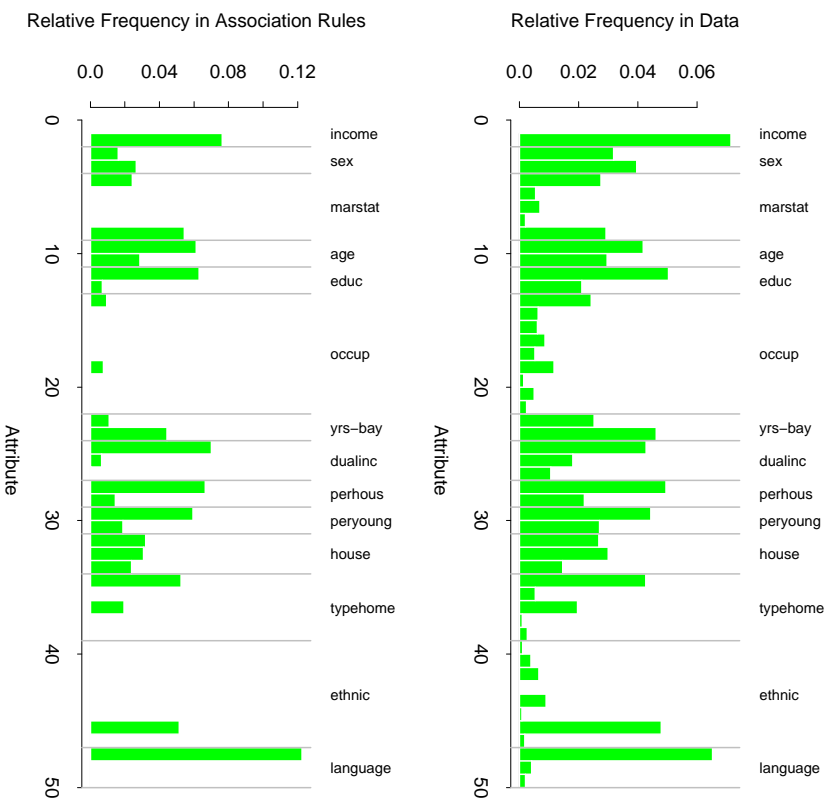 Relative Frequency in Association Rules
0.0 0.04 0.08 0.12
0
10
20
30
40
50
Attribute
income
sex
marstat
age
educ
occup
yrs−bay
dualinc
perhous
peryoung
house
typehome
ethnic
language
Relative Frequency in Data
0.0 0.02 0.04 0.06
0
10
20
30
40
50
Attribute
income
sex
marstat
age
educ
occup
yrs−bay
dualinc
perhous
peryoung
house
typehome
ethnic
language